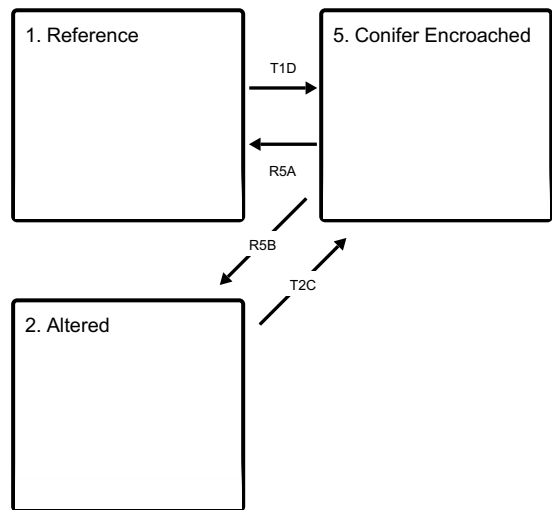 1. Reference
5. Conifer Encroached
T1D
R5A
R5B
T2C
2. Altered